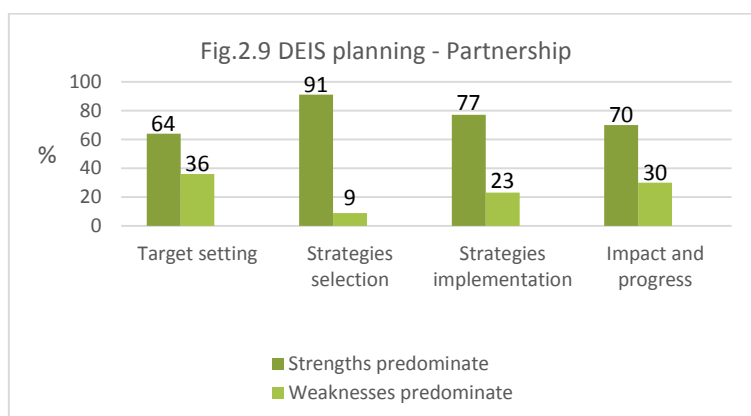 Fig.2.9 DEIS planning - Partnership
100
80
60
40
20
0
%
64
36
91
9
77
23
70
30
Target setting
Strategies
selection
Strategies
implementation
Impact and
progress
Strengths predominate
Weaknesses predominate